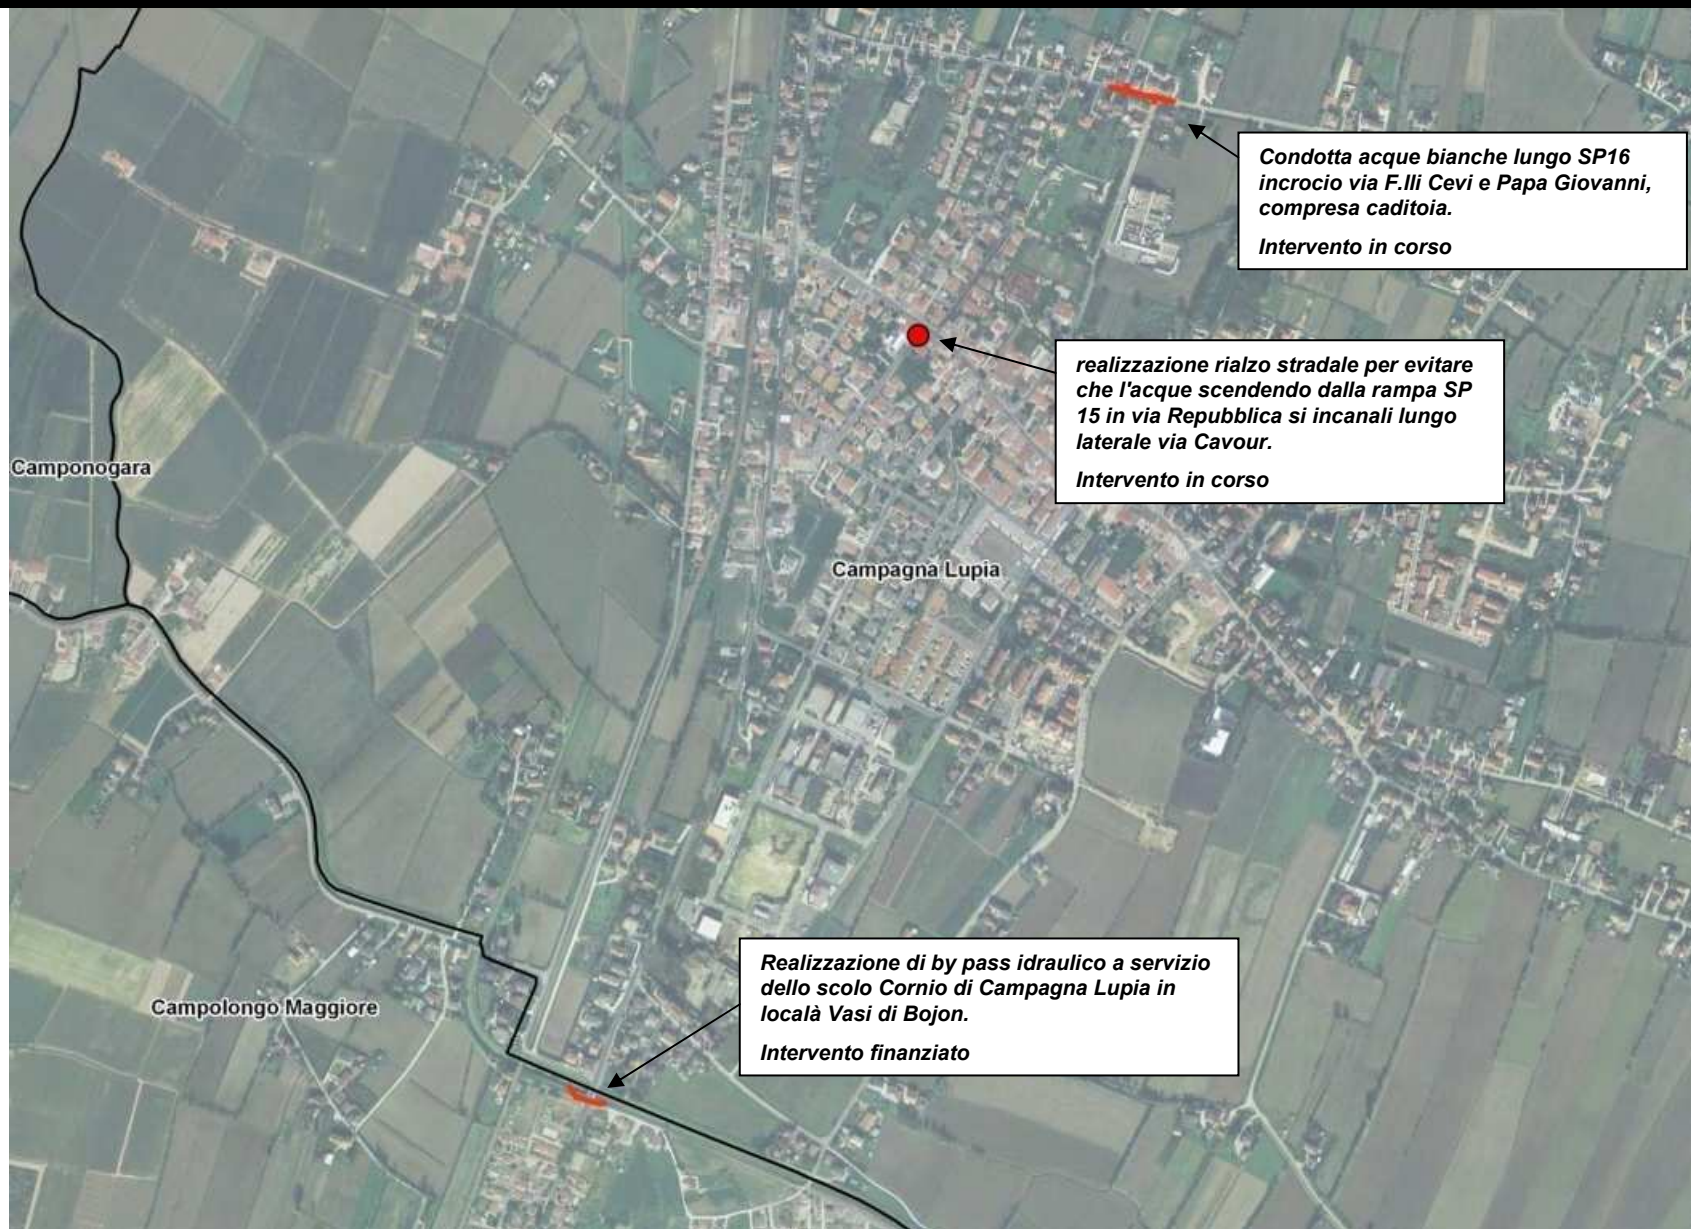 Condotta acque bianche lungo SP16
incrocio via F.lli Cevi e Papa Giovanni,
compresa caditoia.
Intervento in corso
realizzazione rialzo stradale per evitare
che l'acque scendendo dalla rampa SP
15 in via Repubblica si incanali lungo
laterale via Cavour.
Intervento in corso
Camponogara
Campagna Lupia
Realizzazione di by pass idraulico a servizio
dello scolo Cornio di Campagna Lupia in
localà Vasi di Bojon.
Intervento finanziato
Campolongo Maggiore